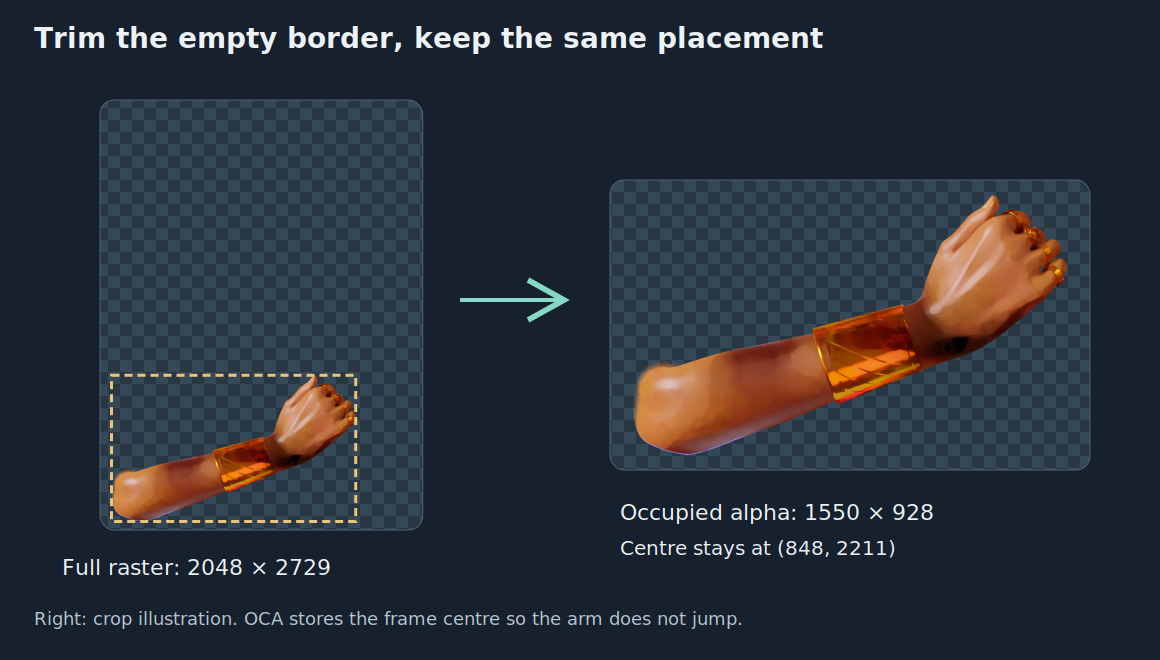 Trim the empty border, keep the same placement
Full raster: 2048 × 2729
Occupied alpha: 1550 × 928
Centre stays at (848, 2211)
Right: crop illustration. OCA stores the frame centre so the arm does not jump.